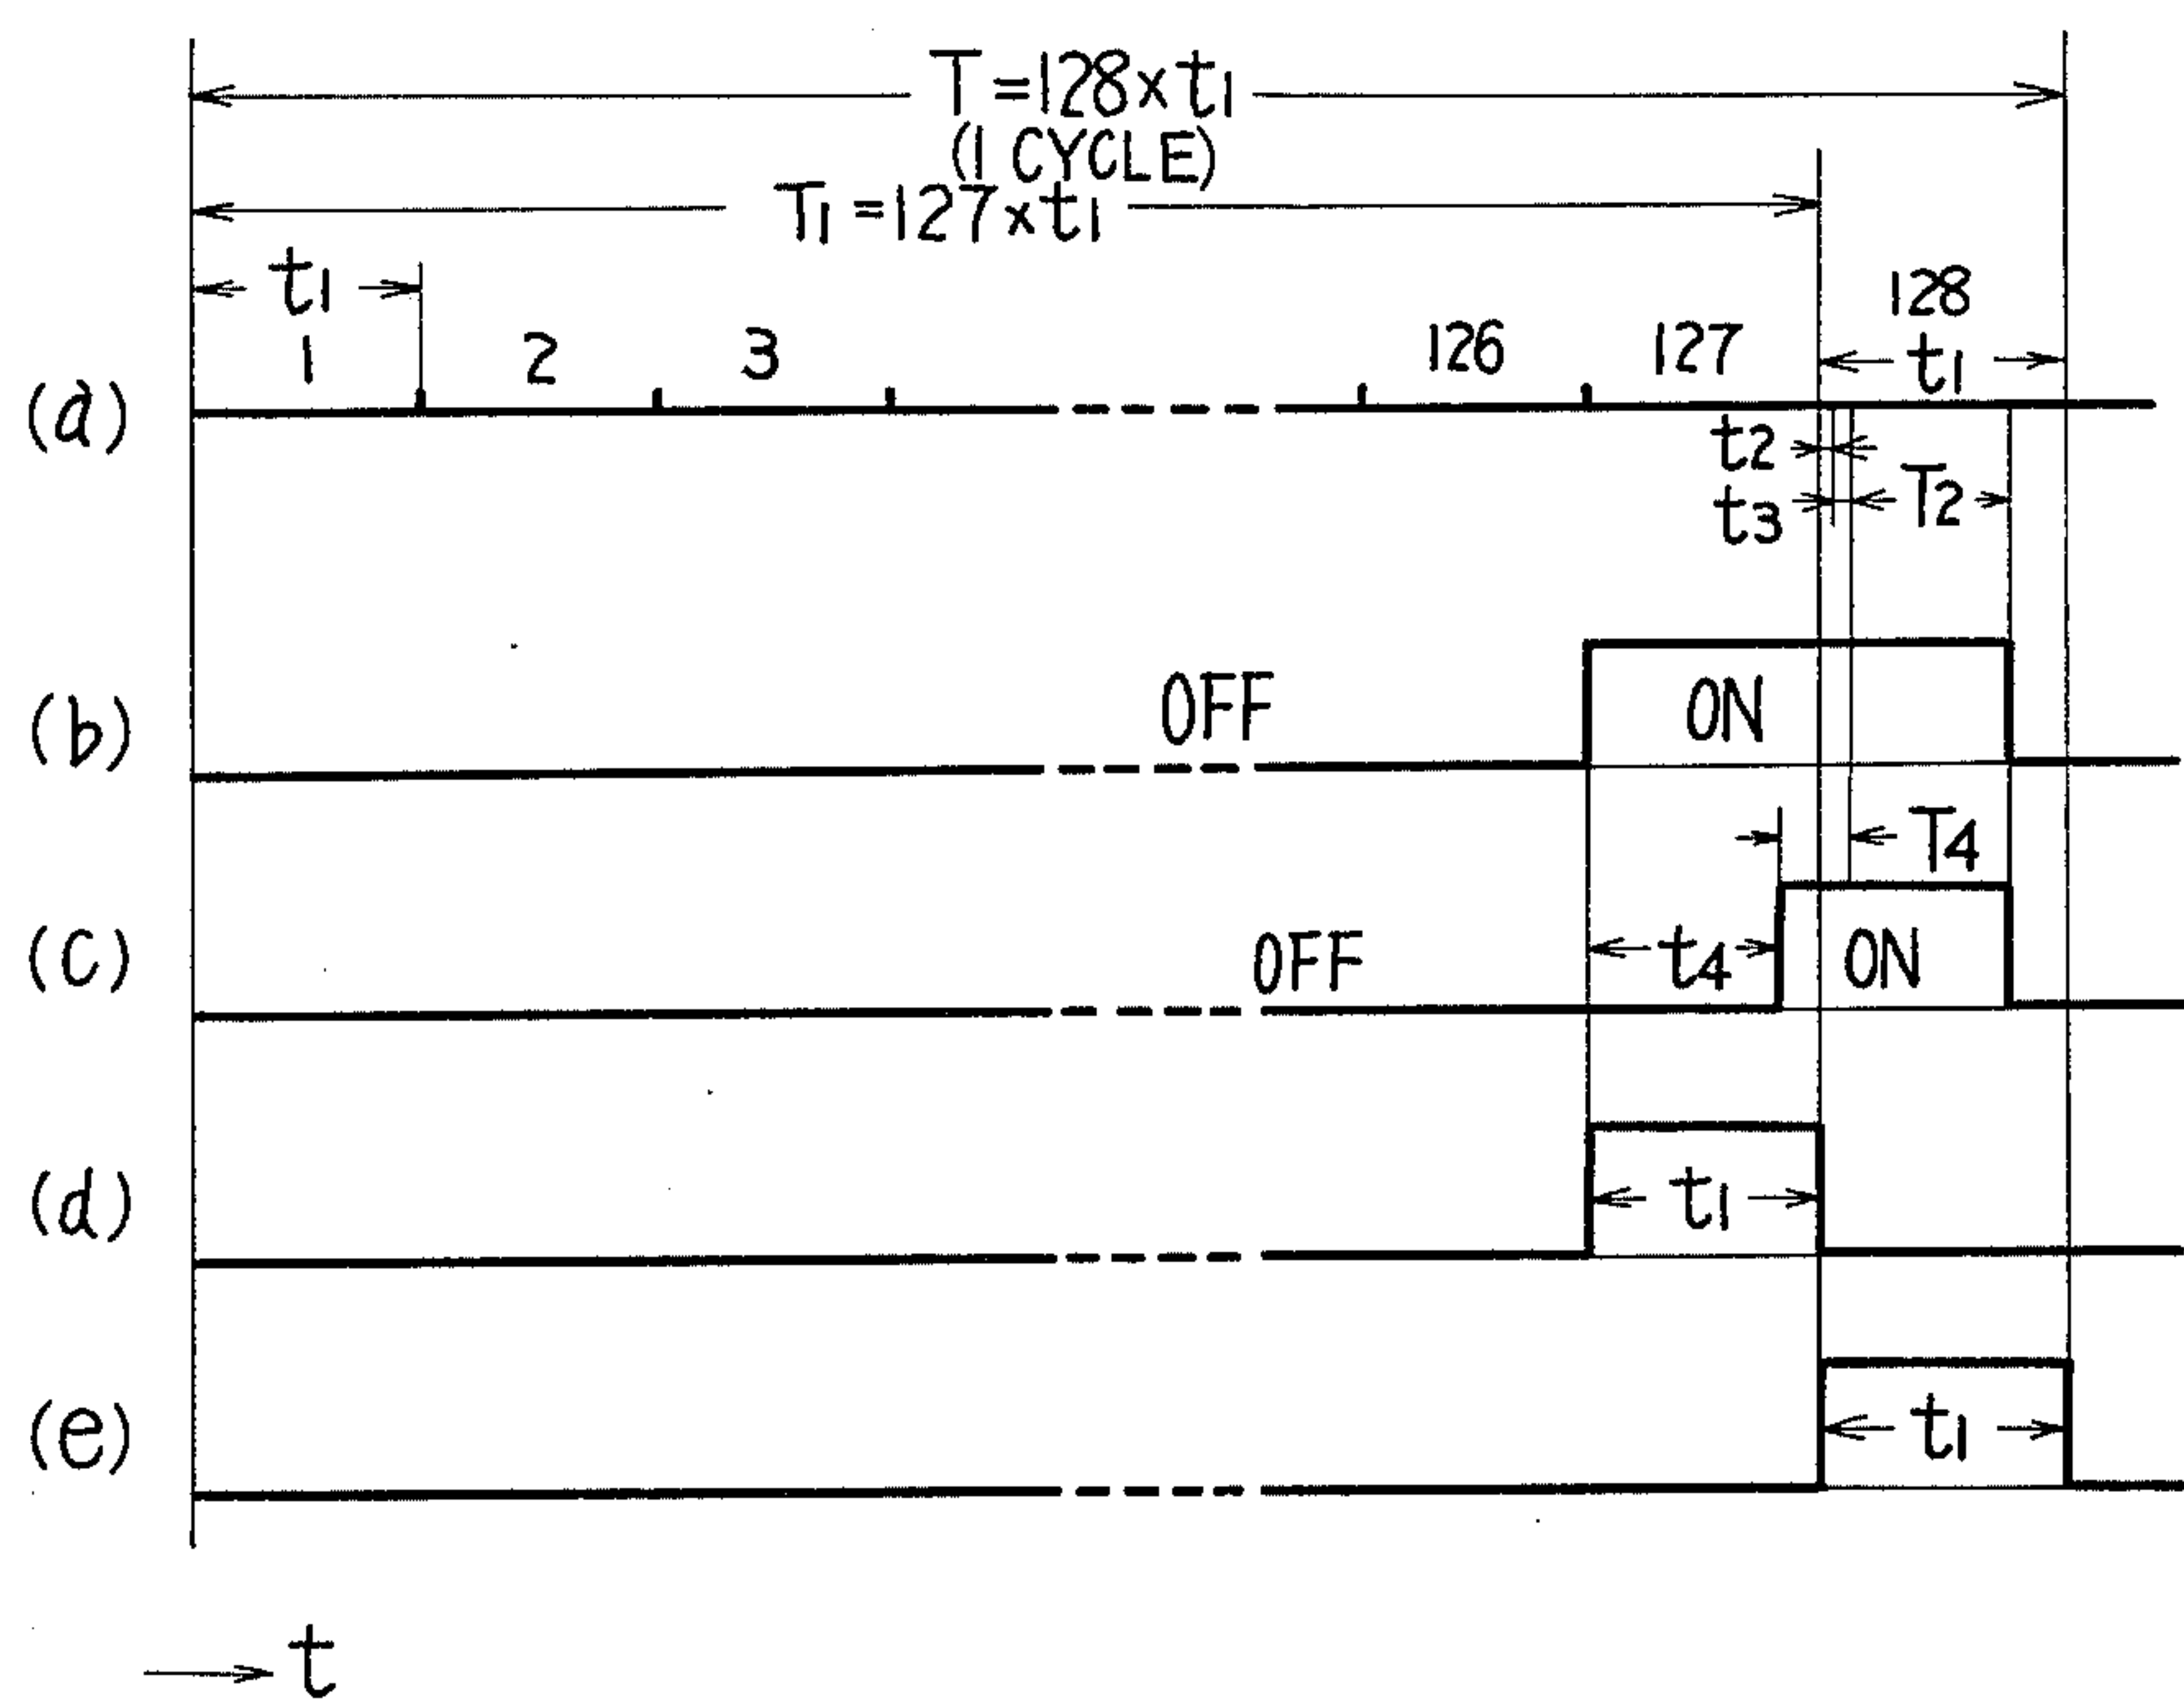 T=128×t1
(1 CYCLE)
T1=127×t1
t1
128
1 2 3 126 127 t1
(a)
t2
t3 T2
(b) OFF ON
T4
(c) OFF t4 ON
(d) t1
(e) t1
t